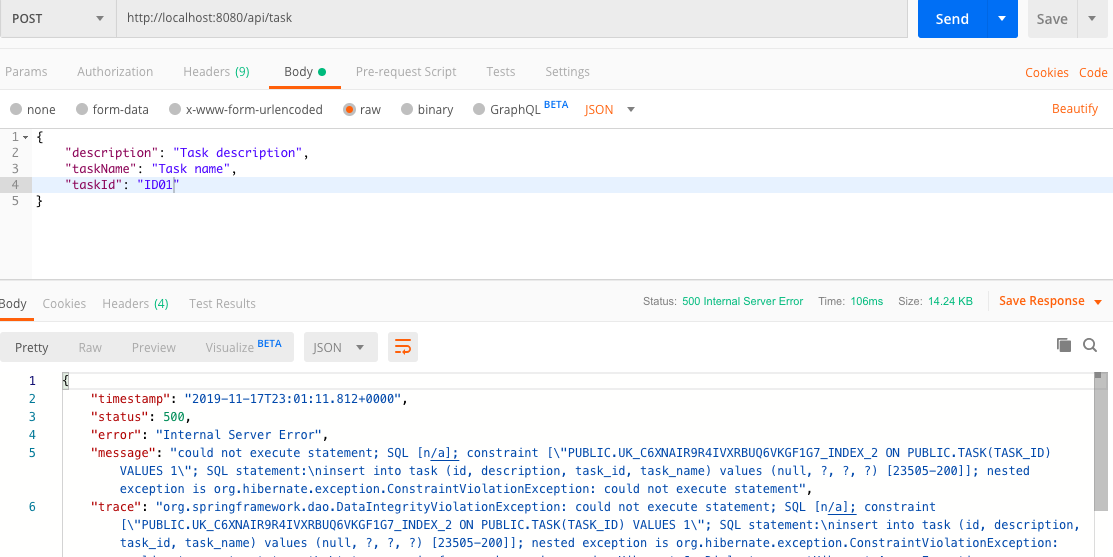 POST http://localhost:8080/api/task Send Save
Params Authorization Headers (9) Body Pre-request Script Tests Settings Cookies Code
none form-data x-www-form-urlencoded raw binary GraphQL BETA JSON Beautify
1 {
2 "description": "Task description",
3 "taskName": "Task name",
4 "taskId": "ID01"
5 }
Body Cookies Headers (4) Test Results Status: 500 Internal Server Error Time: 106ms Size: 14.24 KB Save Response
Pretty Raw Preview Visualize BETA JSON
1 {
2 "timestamp": "2019-11-17T23:01:11.812+0000",
3 "status": 500,
4 "error": "Internal Server Error",
5 "message": "could not execute statement; SQL [n/a]; constraint [\"PUBLIC.UK_C6XNAIR9R4IVXRBUQ6VKGF1G7_INDEX_2 ON PUBLIC.TASK(TASK_ID)
VALUES 1\"; SQL statement:\ninsert into task (id, description, task_id, task_name) values (null, ?, ?, ?) [23505-200]]; nested
exception is org.hibernate.exception.ConstraintViolationException: could not execute statement",
6 "trace": "org.springframework.dao.DataIntegrityViolationException: could not execute statement; SQL [n/a]; constraint
[\"PUBLIC.UK_C6XNAIR9R4IVXRBUQ6VKGF1G7_INDEX_2 ON PUBLIC.TASK(TASK_ID) VALUES 1\"; SQL statement:\ninsert into task (id, description,
task_id, task_name) values (null, ?, ?, ?) [23505-200]]; nested exception is org.hibernate.exception.ConstraintViolationException: